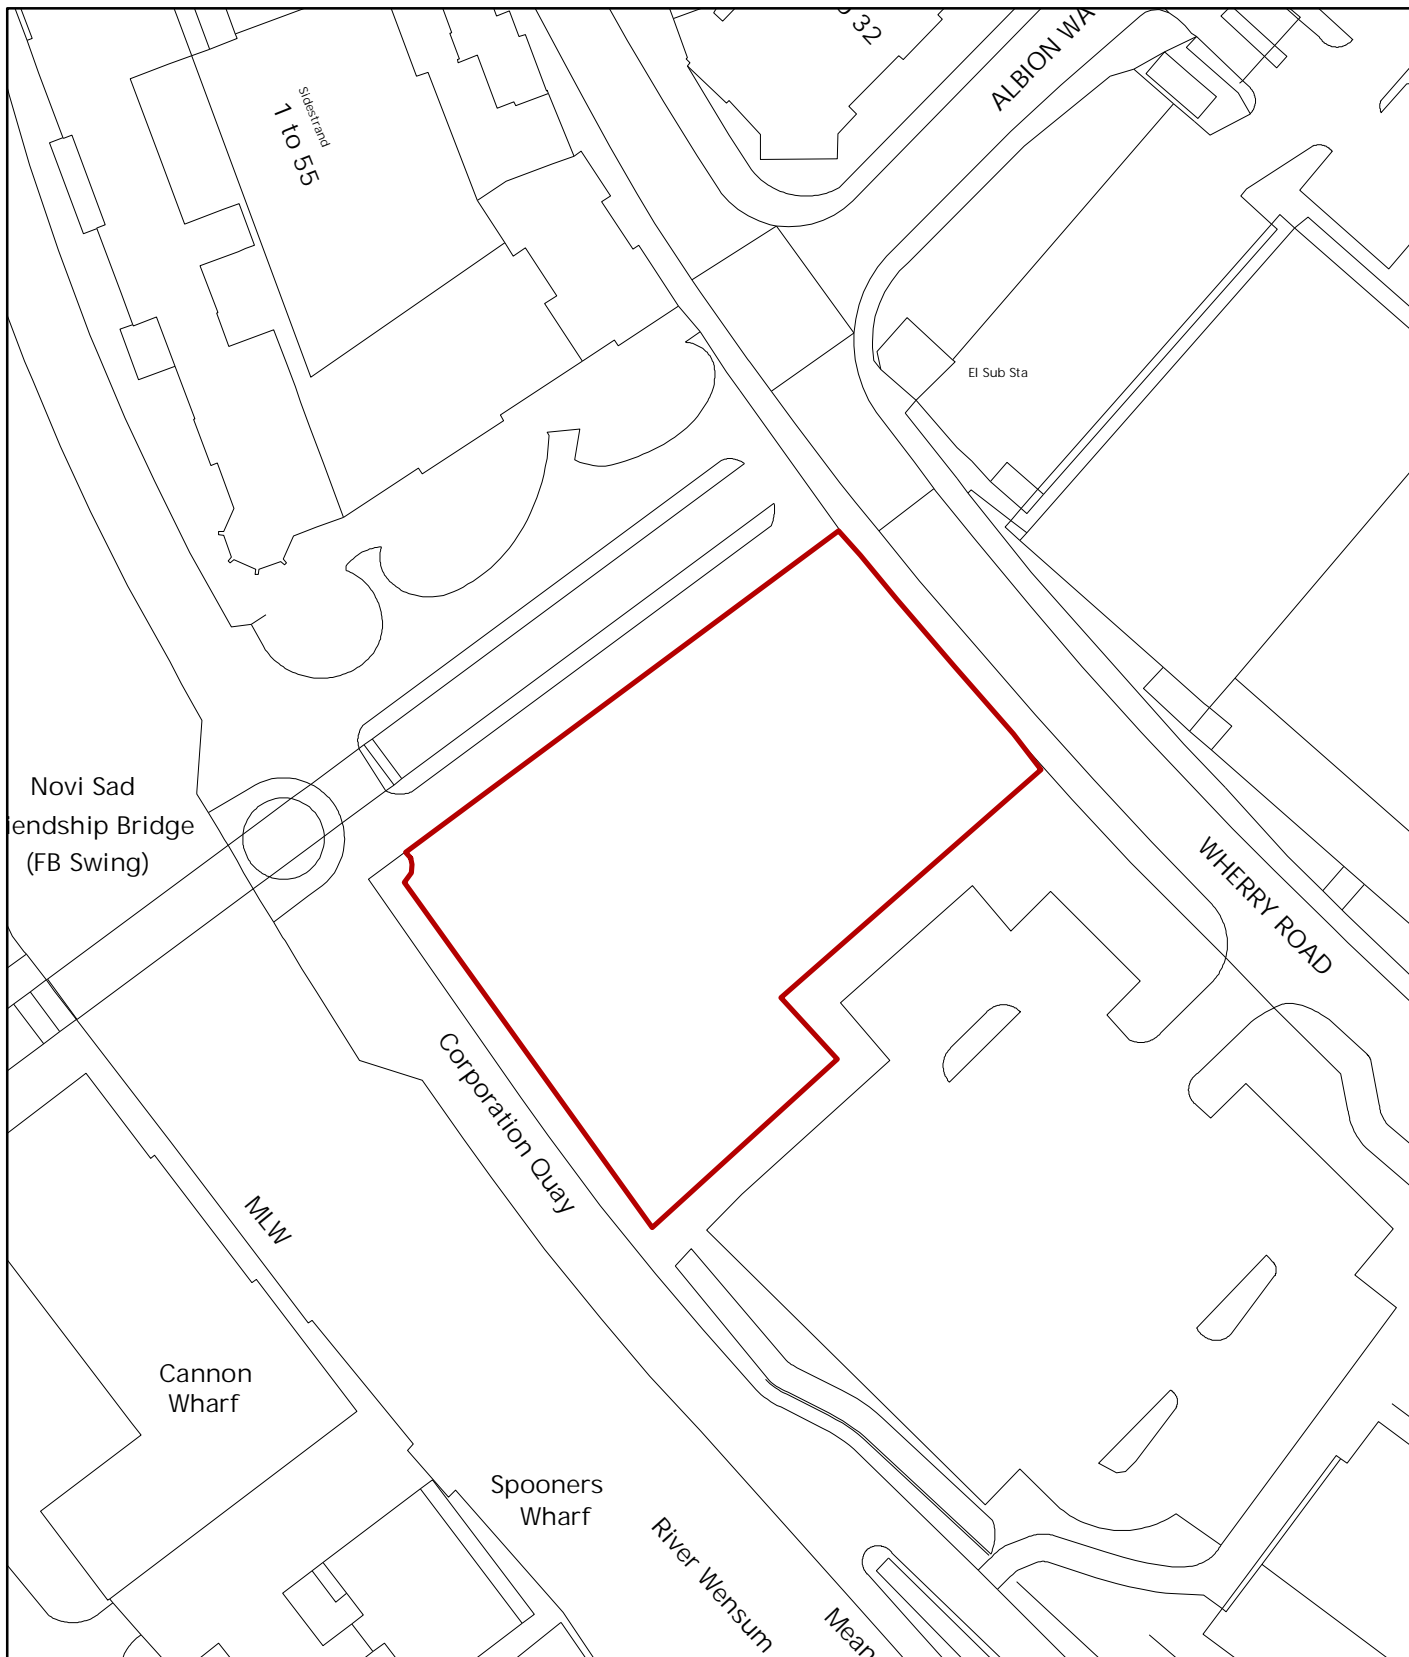 32
ALBION WA
Sidestrand
1 to 55
El Sub Sta
Novi Sad
iendship Bridge
(FB Swing)
WHERRY ROAD
Corporation Quay
MLW
Cannon
Wharf
Spooners
Wharf
River Wensum
Mean